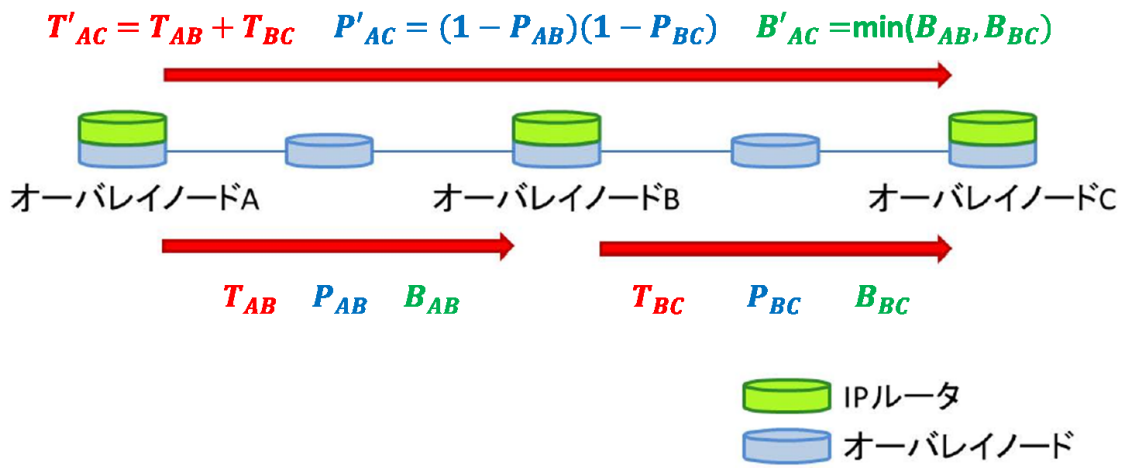 T'AC = TAB + TBC P'AC = (1 − PAB)(1 − PBC) B'AC =min(BAB, BBC)
オーバレイノードA オーバレイノードB オーバレイノードC
TAB PAB BAB TBC PBC BBC
IPルータ
オーバレイノード